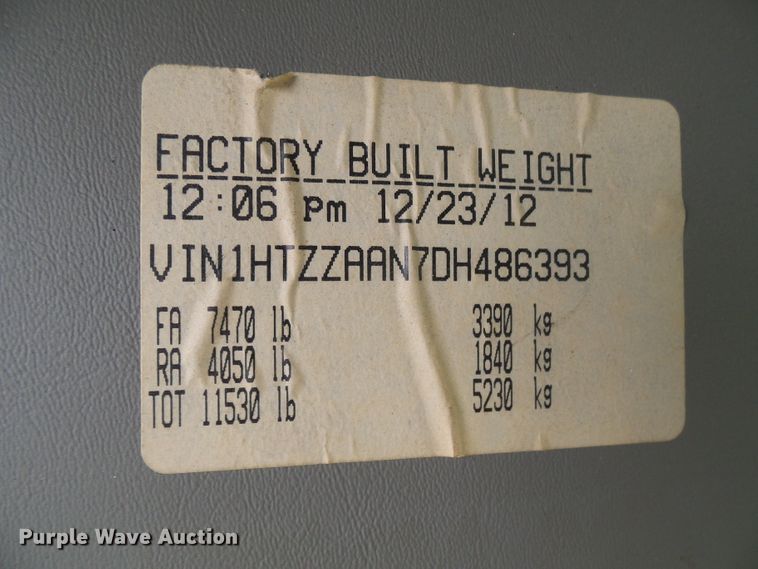 FACTORY BUILT WEIGHT
12:06 pm 12/23/12
VIN1HTZZAAN7DH486393
FA 7470 lb 3390 kg
RA 4050 lb 1840 kg
TOT 11530 lb 5230 kg
Purple Wave Auction